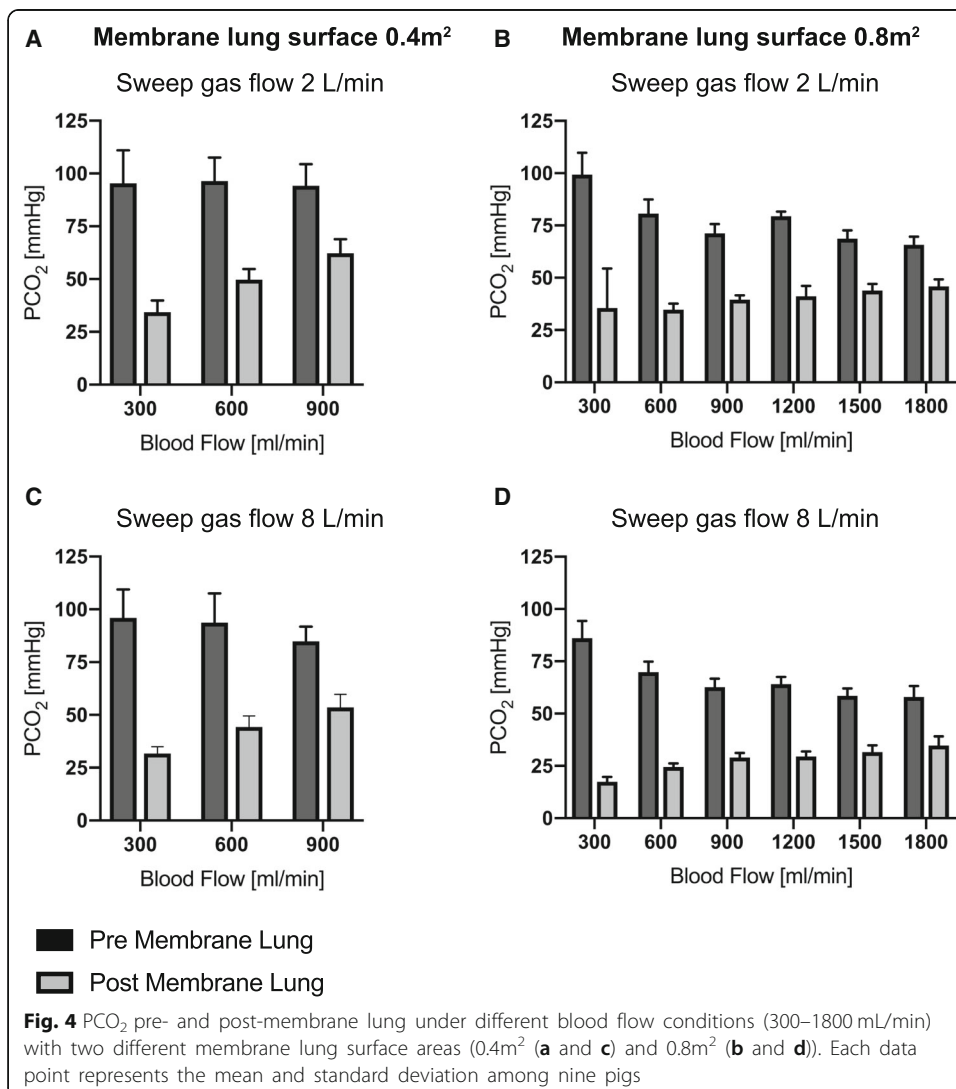 A Membrane lung surface 0.4m²
Sweep gas flow 2 L/min
125
100
75
50
25
0
PCO₂ [mmHg]
300 600 900
Blood Flow [ml/min]
B Membrane lung surface 0.8m²
Sweep gas flow 2 L/min
125
100
75
50
25
0
PCO₂ [mmHg]
300 600 900 1200 1500 1800
Blood Flow [ml/min]
C
Sweep gas flow 8 L/min
125
100
75
50
25
0
PCO₂ [mmHg]
300 600 900
Blood Flow [ml/min]
D
Sweep gas flow 8 L/min
125
100
75
50
25
0
PCO₂ [mmHg]
300 600 900 1200 1500 1800
Blood Flow [ml/min]
Pre Membrane Lung
Post Membrane Lung
Fig. 4 PCO₂ pre- and post-membrane lung under different blood flow conditions (300–1800 mL/min)
with two different membrane lung surface areas (0.4m² (a and c) and 0.8m² (b and d)). Each data
point represents the mean and standard deviation among nine pigs